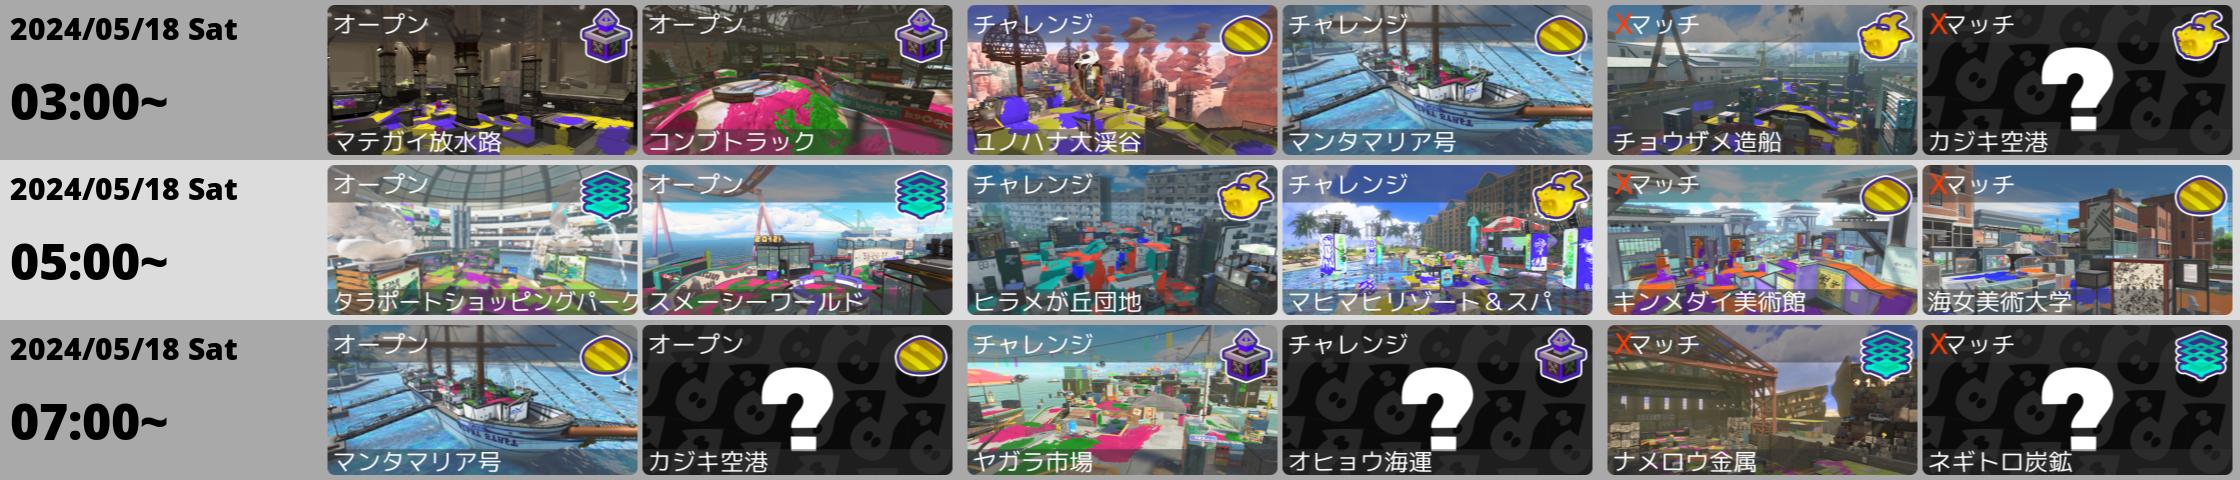 2024/05/18 Sat
03:00~
オープン
マテガイ放水路
オープン
コンブトラック
チャレンジ
ユノハナ大渓谷
チャレンジ
マンタマリア号
Xマッチ
チョウザメ造船
Xマッチ
?
カジキ空港
2024/05/18 Sat
05:00~
オープン
タラポートショッピングパーク
オープン
スメーシーワールド
チャレンジ
ヒラメが丘団地
チャレンジ
マヒマヒリゾート＆スパ
Xマッチ
キンメダイ美術館
Xマッチ
海女美術大学
2024/05/18 Sat
07:00~
オープン
マンタマリア号
オープン
?
カジキ空港
チャレンジ
ヤガラ市場
チャレンジ
?
オヒョウ海運
Xマッチ
ナメロウ金属
Xマッチ
?
ネギトロ炭鉱